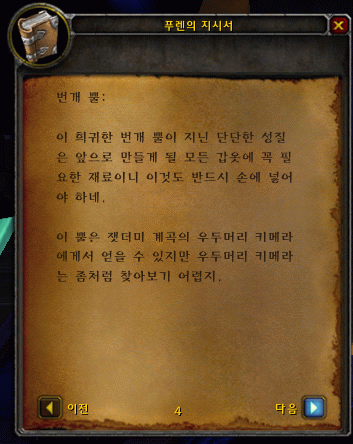 푸렌의 지시서
번개 뿔:
이 희귀한 번개 뿔이 지닌 단단한 성질
은 앞으로 만들게 될 모든 갑옷에 꼭 필
요한 재료이니 이것도 반드시 손에 넣어
야 하네.
이 뿔은 잿더미 계곡의 우두머리 키메라
에게서 얻을 수 있지만 우두머리 키메라
는 좀처럼 찾아보기 어렵지.
이전 4 다음